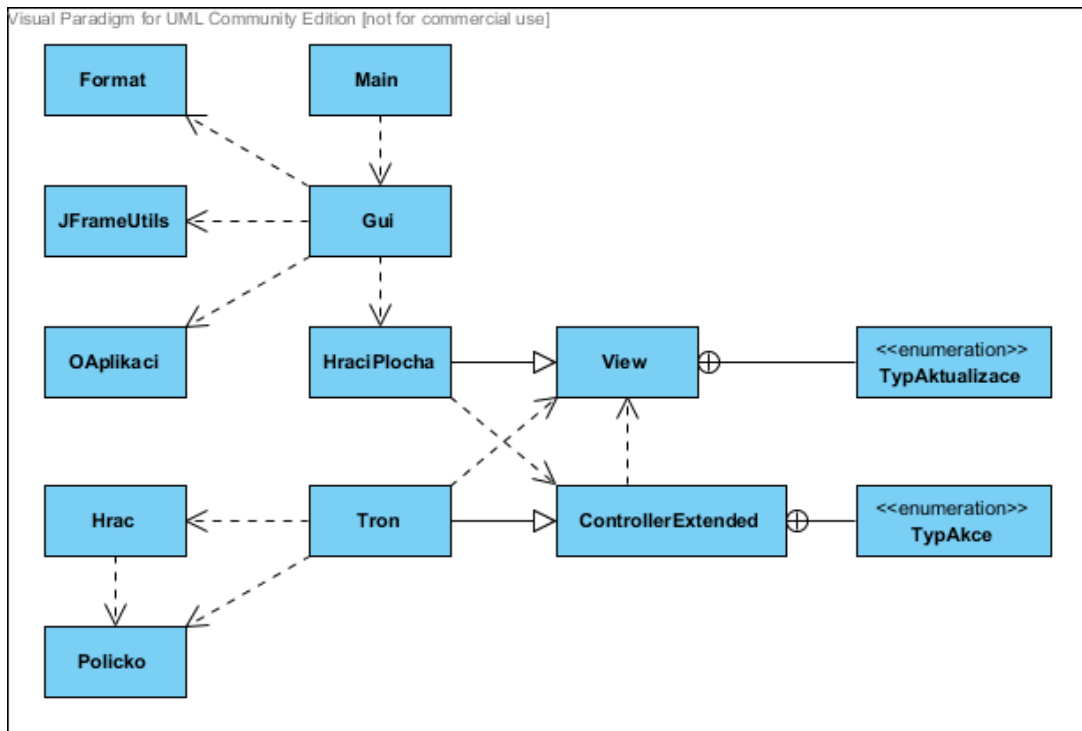 Visual Paradigm for UML Community Edition [not for commercial use]
Format
Main
JFrameUtils
Gui
OAplikaci
HraciPlocha
View
<<enumeration>>
TypAktualizace
Hrac
Tron
ControllerExtended
<<enumeration>>
TypAkce
Policko